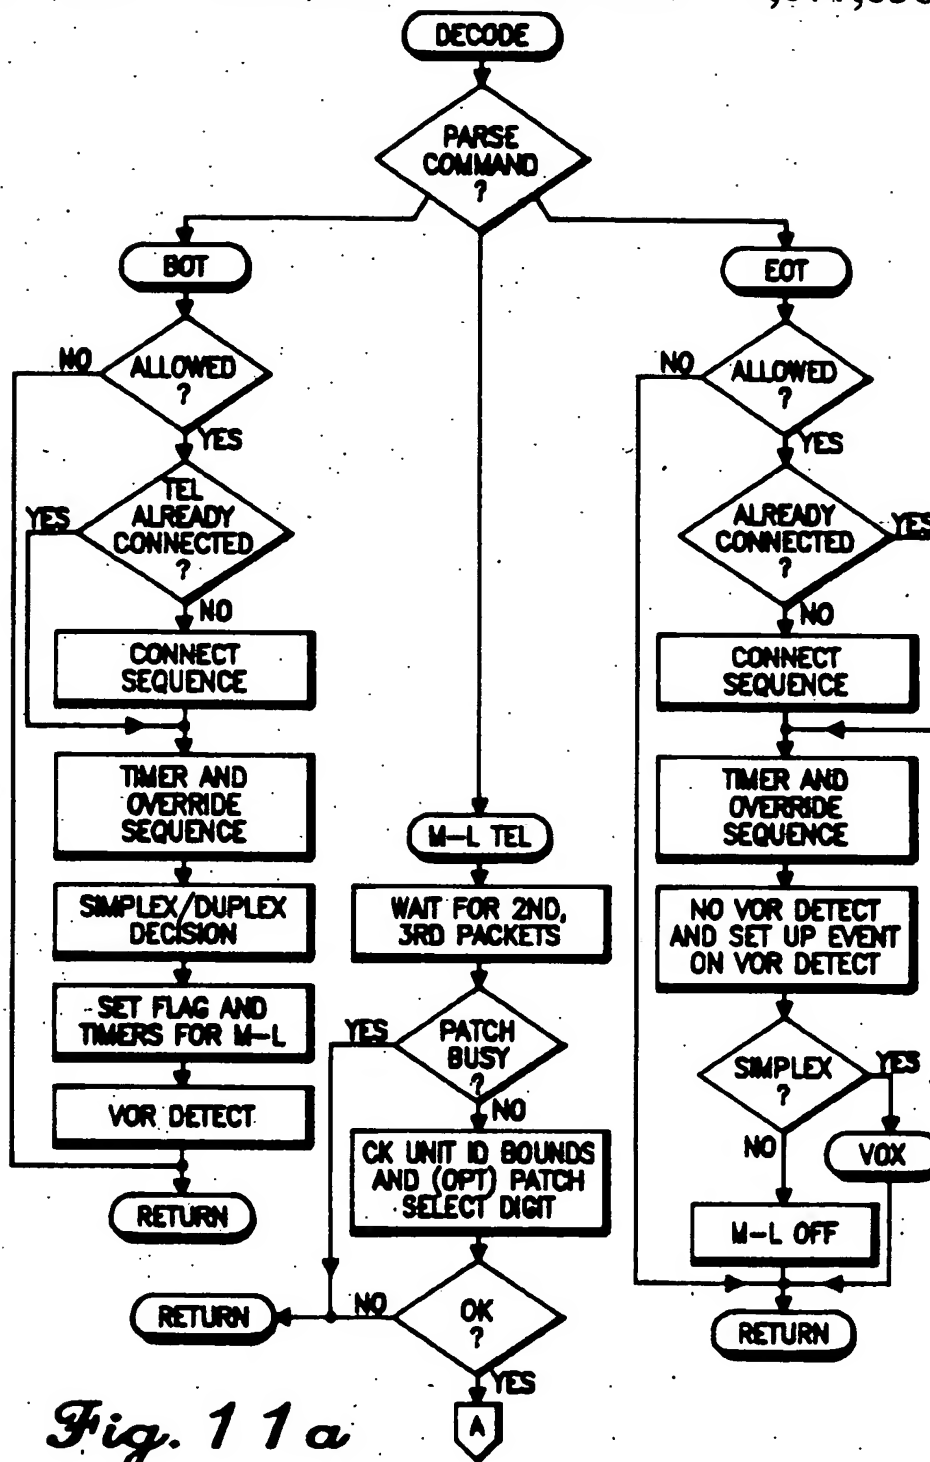 DECODE
PARSE
COMMAND
?
BOT
ALLOWED
?
NO
YES
TEL
ALREADY
CONNECTED
?
YES
NO
CONNECT
SEQUENCE
TIMER AND
OVERRIDE
SEQUENCE
SIMPLEX/DUPLEX
DECISION
SET FLAG AND
TIMERS FOR M-L
VOR DETECT
RETURN
M-L TEL
WAIT FOR 2ND,
3RD PACKETS
PATCH
BUSY
?
YES
NO
CK UNIT ID BOUNDS
AND (OPT) PATCH
SELECT DIGIT
OK
?
NO
RETURN
YES
A
EOT
ALLOWED
?
NO
YES
ALREADY
CONNECTED
?
YES
NO
CONNECT
SEQUENCE
TIMER AND
OVERRIDE
SEQUENCE
NO VOR DETECT
AND SET UP EVENT
ON VOR DETECT
SIMPLEX
?
YES
NO
VOX
M-L OFF
RETURN
Fig. 11a